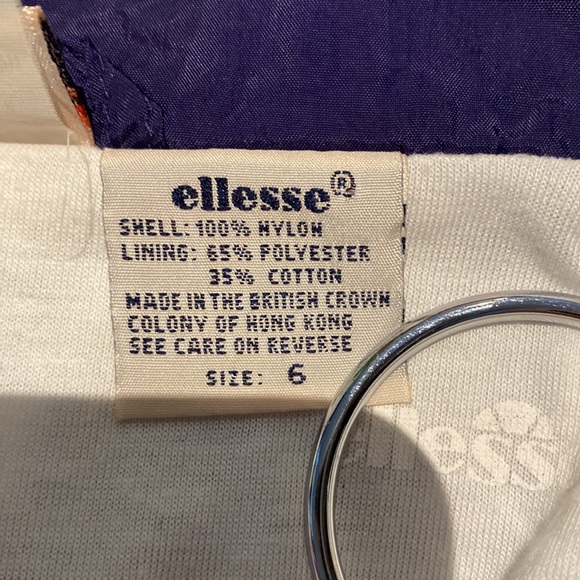 ellesse®
SHELL: 100% NYLON
LINING: 65% POLYESTER
35% COTTON
MADE IN THE BRITISH CROWN
COLONY OF HONG KONG
SEE CARE ON REVERSE
SIZE: 6
elless